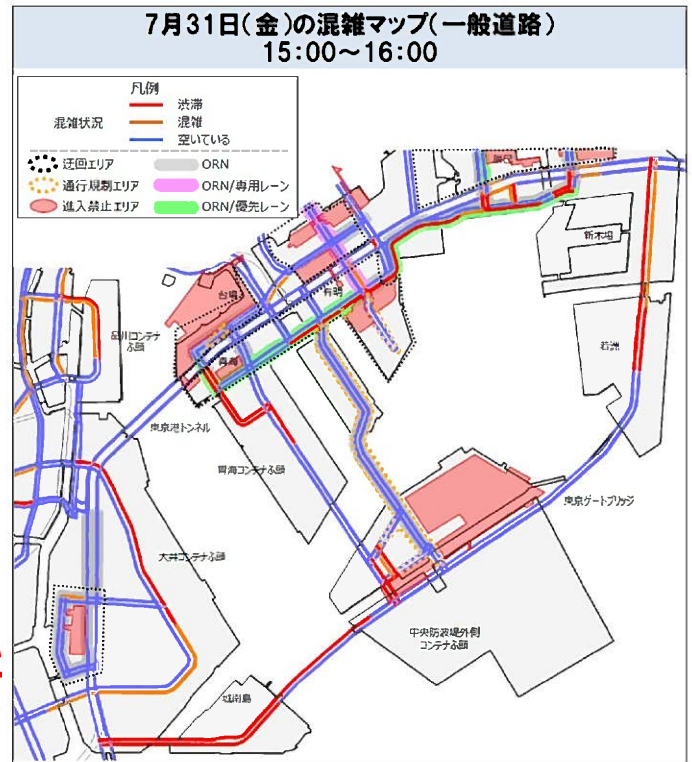 7月31日(金)の混雑マップ(一般道路)
15:00～16:00
凡例
混雑状況
渋滞
混雑
空いている
迂回エリア
ORN
通行規制エリア
ORN/専用レーン
進入禁止エリア
ORN/優先レーン
辰巳
新木場
台場
有明
品川コンテナ
ふ頭
若洲
青海
東京港トンネル
青海コンテナふ頭
東京ゲートブリッジ
大井コンテナふ頭
中央防波堤外側
コンテナふ頭
城南島